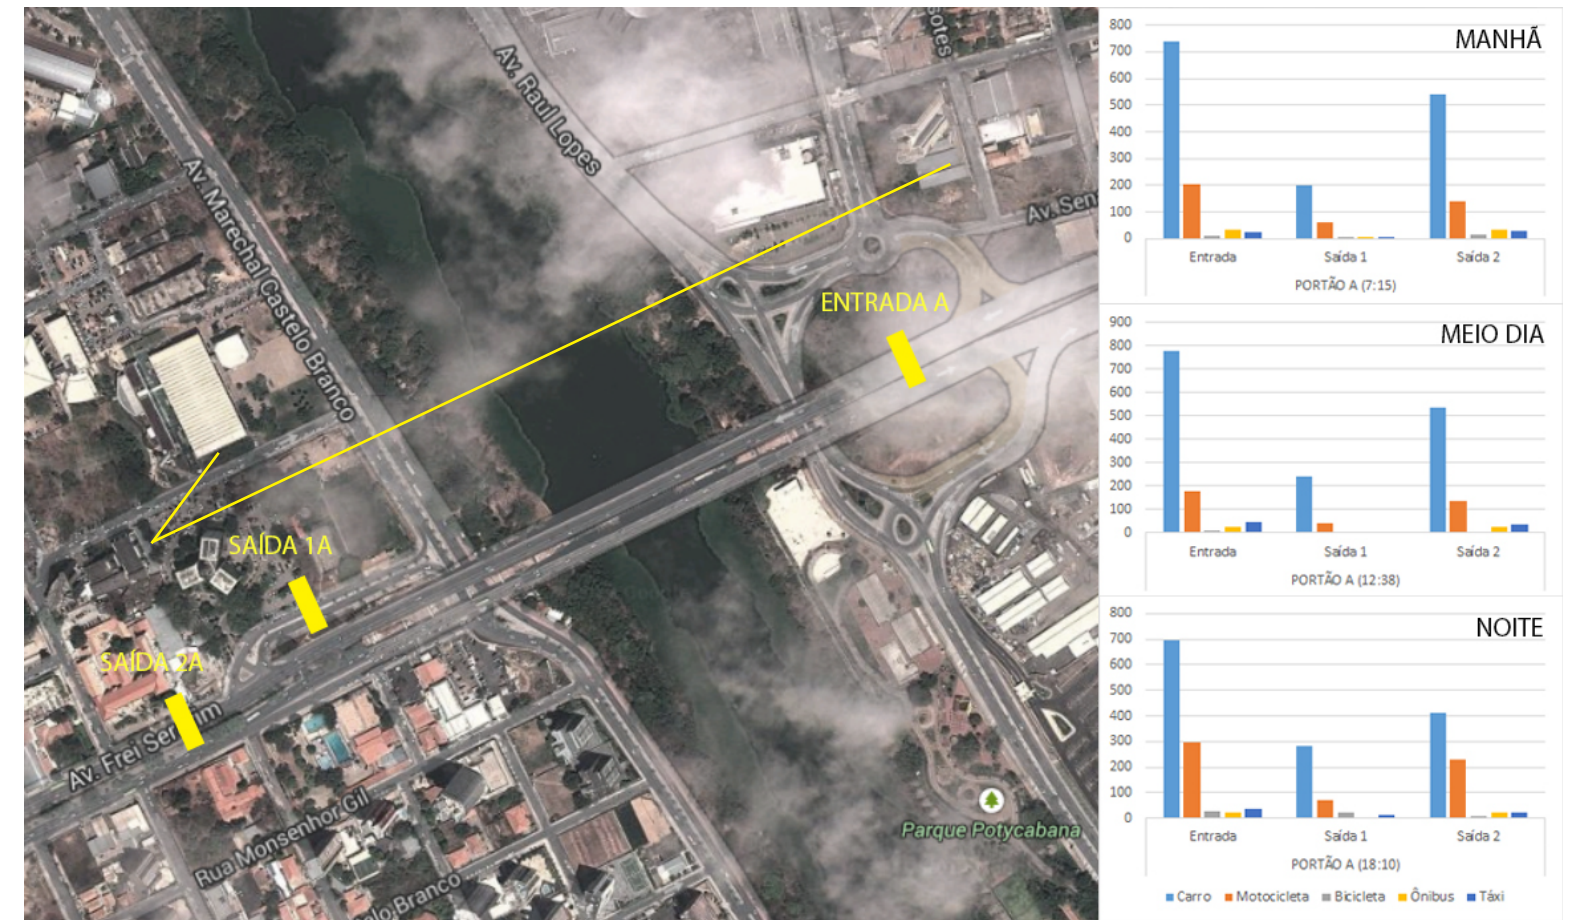 sotes
Av. Raul Lopes
Av. Marechal Castelo Branco
Av. Sen
ENTRADA A
SAÍDA 1A
SAÍDA 2A
Av. Frei Ser im
Rua Monsenhor Gil
elo Branco
Parque Potycabana
800
MANHÃ
700
600
500
400
300
200
100
0
Entrada Saída 1 Saída 2
PORTÃO A (7:15)
900
MEIO DIA
800
700
600
500
400
300
200
100
0
Entrada Saída 1 Saída 2
PORTÃO A (12:38)
800
NOITE
700
600
500
400
300
200
100
0
Entrada Saída 1 Saída 2
PORTÃO A (18:10)
Carro Motocicleta Bicicleta Ônibus Táxi